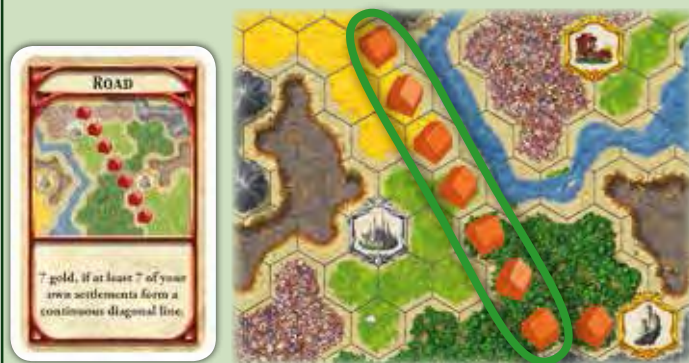 ROAD
7 gold, if at least 7 of your
own settlements form a
continuous diagonal line.